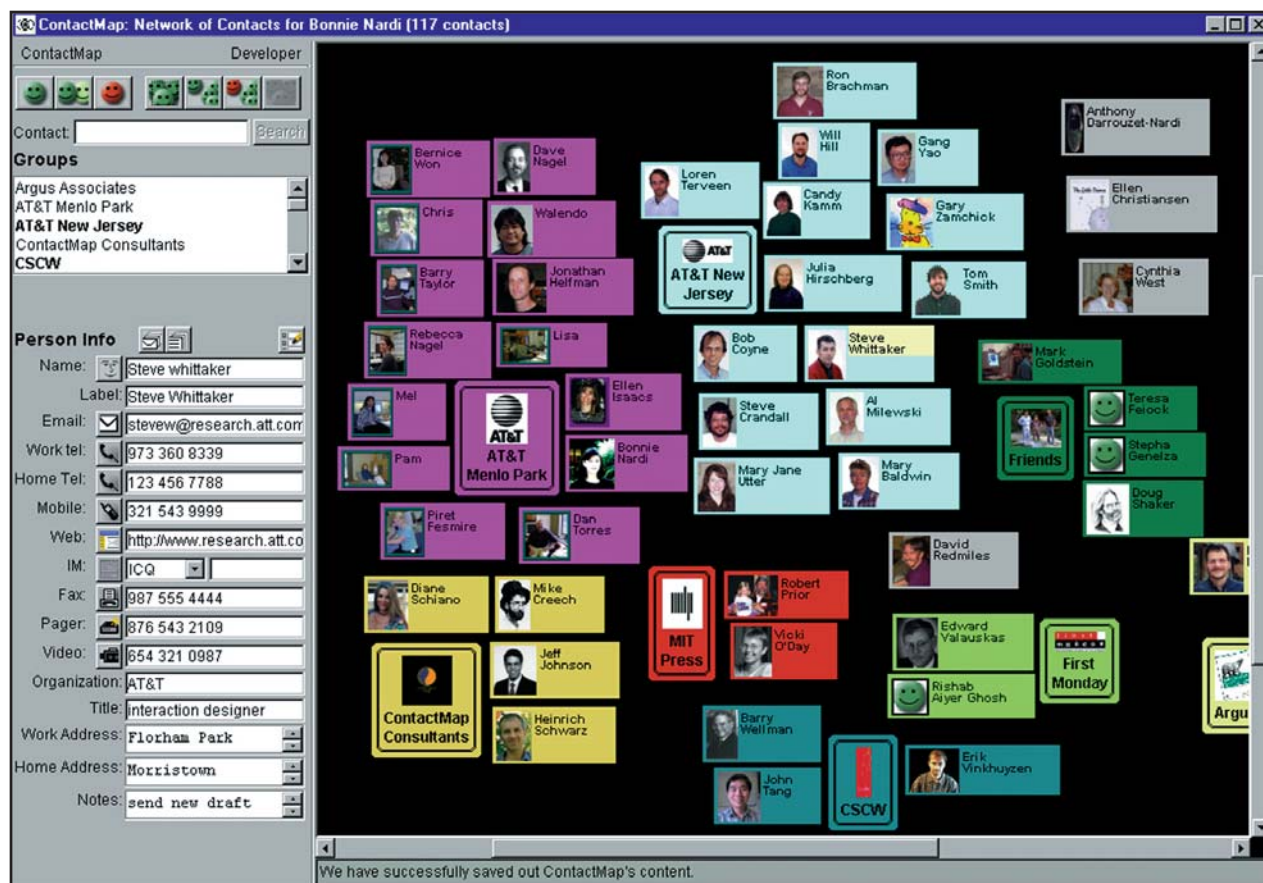 ContactMap: Network of Contacts for Bonnie Nardi (117 contacts)
ContactMap Developer
Contact: Search
Groups
Argus Associates
AT&T Menlo Park
AT&T New Jersey
ContactMap Consultants
CSCW
Person Info
Name: Steve whittaker
Label: Steve Whittaker
Email: stevew@research.att.com
Work tel: 973 360 8339
Home Tel: 123 456 7788
Mobile: 321 543 9999
Web: http://www.research.att.co
IM: ICQ
Fax: 987 555 4444
Pager: 876 543 2109
Video: 654 321 0987
Organization: AT&T
Title: interaction designer
Work Address: Florham Park
Home Address: Morristown
Notes: send new draft
Bernice
Won
Dave
Nagel
Chris
Walendo
Barry
Taylor
Jonathan
Helfman
Rebecca
Nagel
Lisa
Mel
Ellen
Isaacs
AT&T
AT&T
Menlo Park
Pam
Bonnie
Nardi
Piret
Fesmire
Dan
Torres
Ron
Brachman
Will
Hill
Gang
Yao
Loren
Terveen
Candy
Kamm
Gary
Zamchick
AT&T
AT&T New
Jersey
Julia
Hirschberg
Tom
Smith
Bob
Coyne
Steve
Whittaker
Steve
Crandall
Al
Milewski
Mary Jane
Utter
Mary
Baldwin
Anthony
Darrouzet-Nardi
Ellen
Christiansen
Cynthia
West
Mark
Goldstein
Teresa
Feiock
Friends
Stepha
Genelza
Doug
Shaker
David
Redmiles
Diane
Schiano
Mike
Creech
Jeff
Johnson
ContactMap
Consultants
Heinrich
Schwarz
MIT
Press
Robert
Prior
Vicki
O'Day
Edward
Valauskas
Rishab
Aiyer Ghosh
First
Monday
Argu
Barry
Wellman
John
Tang
CSCW
Erik
Vinkhuyzen
We have successfully saved out ContactMap's content.